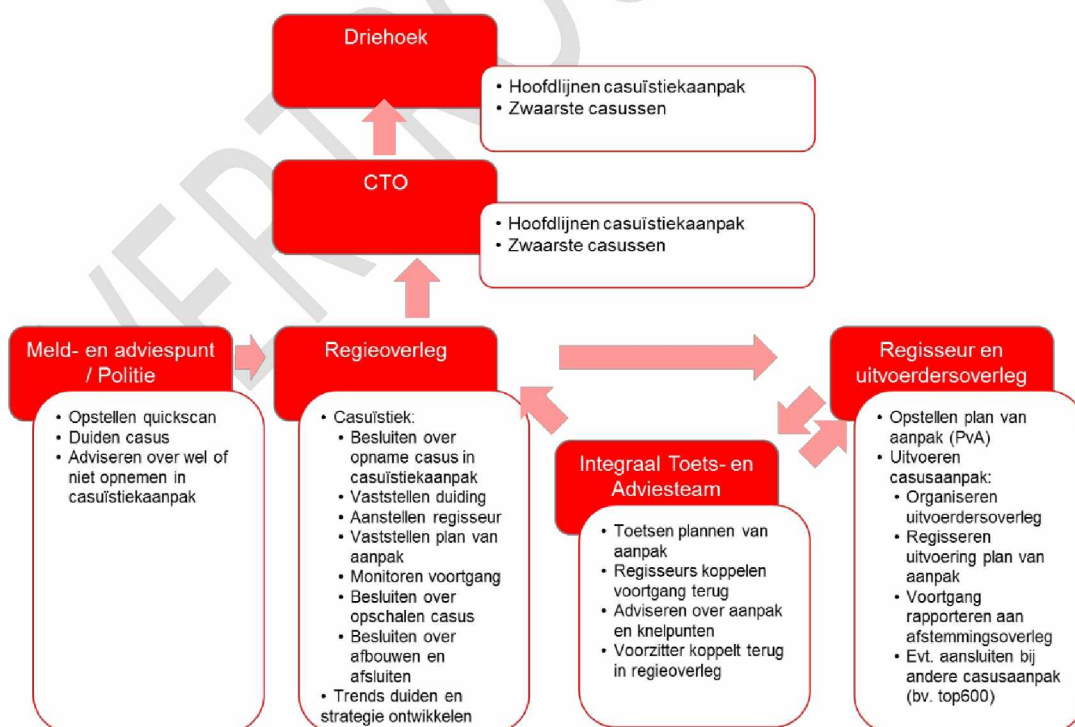 Driehoek
• Hoofdlijnen casuïstiekaanpak
• Zwaarste casussen
CTO
• Hoofdlijnen casuïstiekaanpak
• Zwaarste casussen
Meld- en adviespunt
/ Politie
• Opstellen quickscan
• Duiden casus
• Adviseren over wel of
niet opnemen in
casuïstiekaanpak
Regieoverleg
• Casuïstiek:
• Besluiten over
opname casus in
casuïstiekaanpak
• Vaststellen duiding
• Aanstellen regisseur
• Vaststellen plan van
aanpak
• Monitoren voortgang
• Besluiten over
opschalen casus
• Besluiten over
afbouwen en
afsluiten
• Trends duiden en
strategie ontwikkelen
Integraal Toets- en
Adviesteam
• Toetsen plannen van
aanpak
• Regisseurs koppelen
voortgang terug
• Adviseren over aanpak
en knelpunten
• Voorzitter koppelt terug
in regieoverleg
Regisseur en
uitvoerdersoverleg
• Opstellen plan van
aanpak (PvA)
• Uitvoeren
casusaanpak:
• Organiseren
uitvoerdersoverleg
• Regisseren
uitvoering plan van
aanpak
• Voortgang
rapporteren aan
afstemmingsoverleg
• Evt. aansluiten bij
andere casusaanpak
(bv. top600)